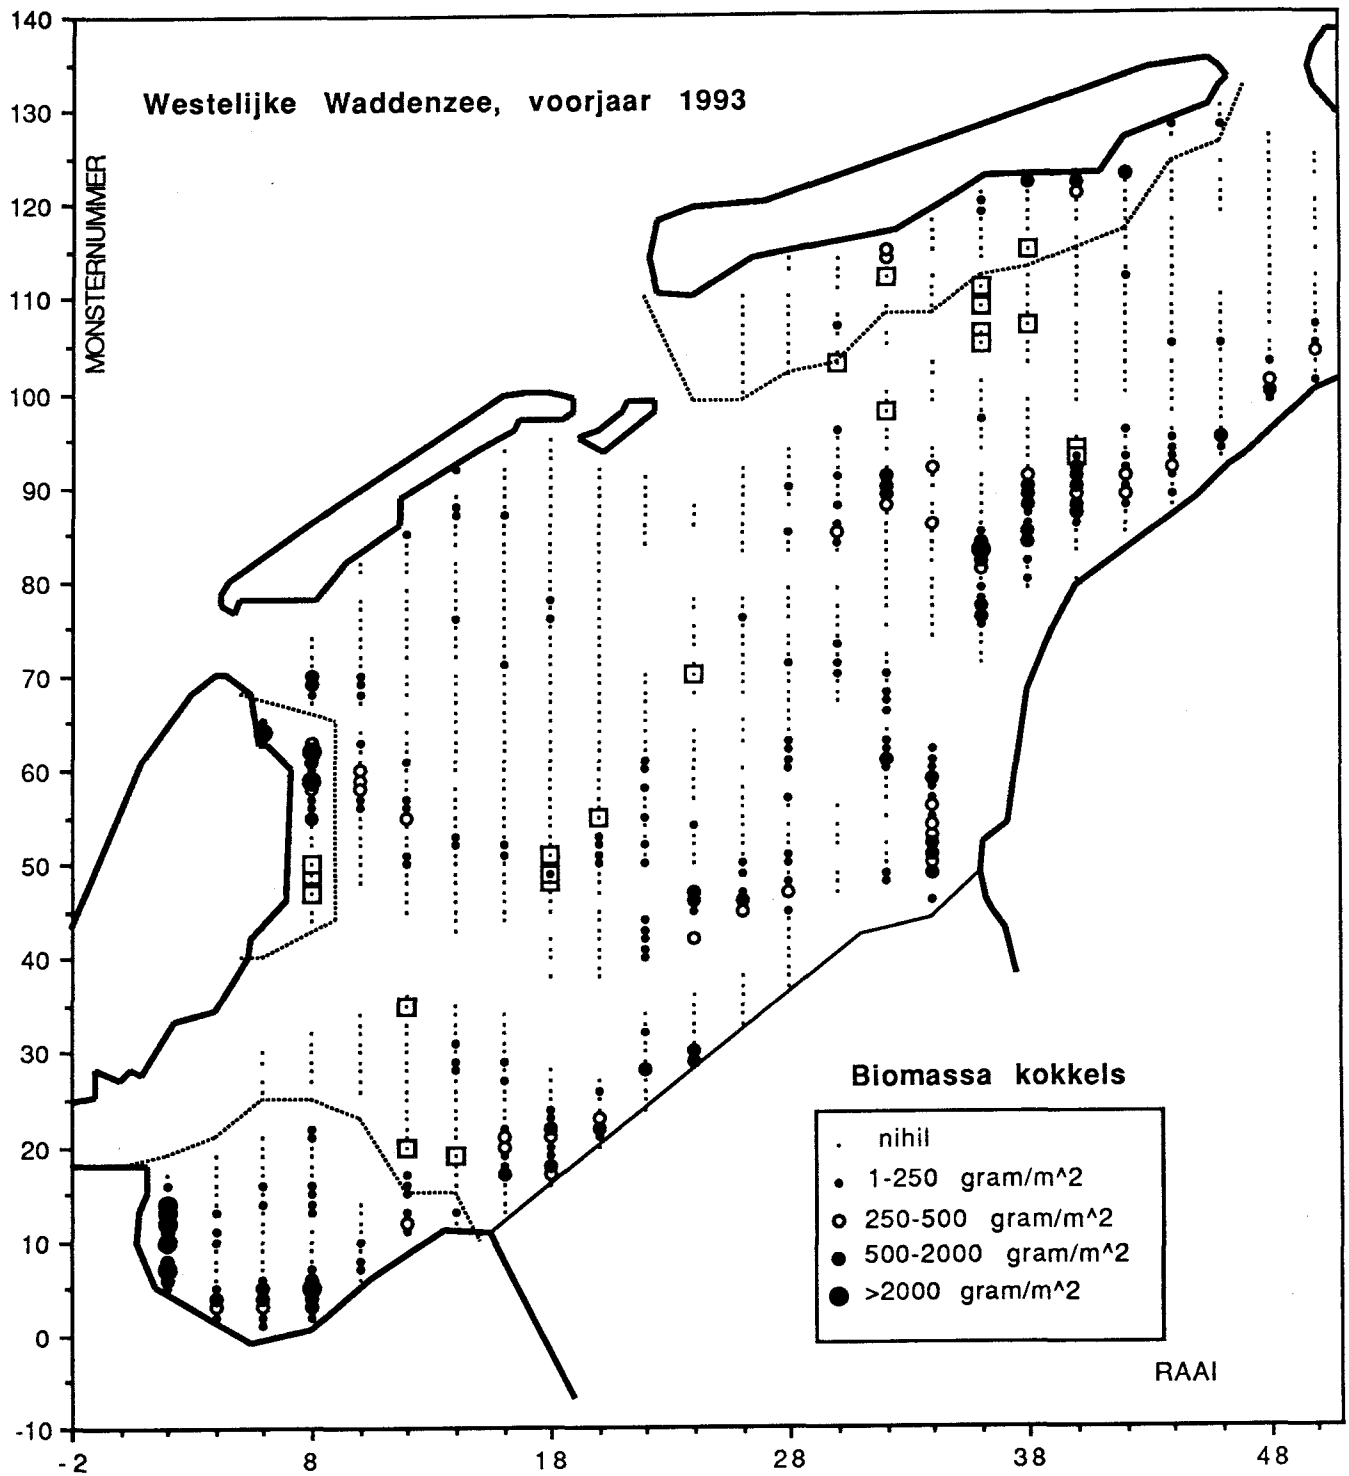 140
Westelijke Waddenzee, voorjaar 1993
130
MONSTERNUMMER
120
110
100
90
80
70
60
50
40
30
20
10
0
-10
Biomassa kokkels
nihil
1-250 gram/m^2
250-500 gram/m^2
500-2000 gram/m^2
>2000 gram/m^2
RAAI
-2 8 18 28 38 48